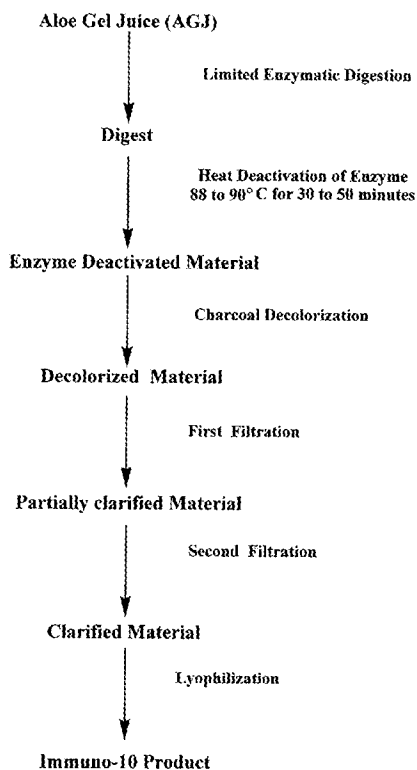 Aloe Gel Juice (AGJ)
Limited Enzymatic Digestion
Digest
Heat Deactivation of Enzyme
88 to 90° C for 30 to 50 minutes
Enzyme Deactivated Material
Charcoal Decolorization
Decolorized Material
First Filtration
Partially clarified Material
Second Filtration
Clarified Material
Lyophilization
Immuno-10 Product